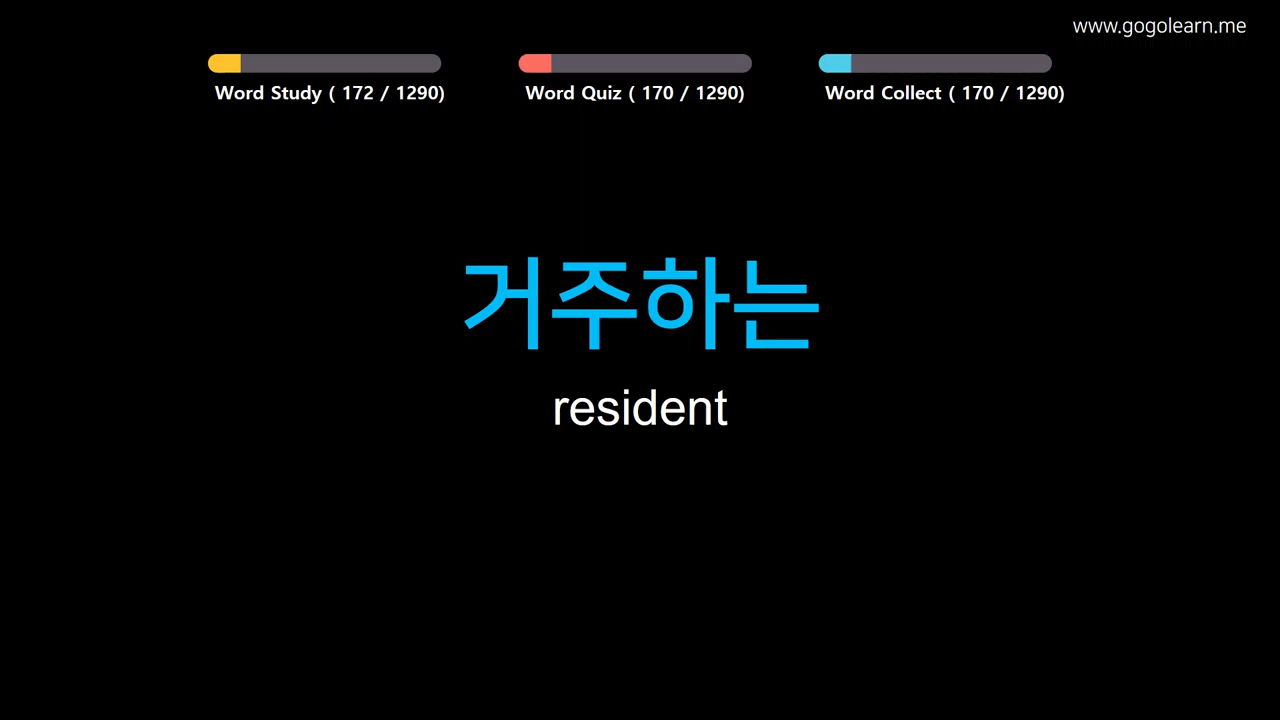 www.gogolearn.me
Word Study ( 172 / 1290)
Word Quiz ( 170 / 1290)
Word Collect ( 170 / 1290)
거주하는
resident